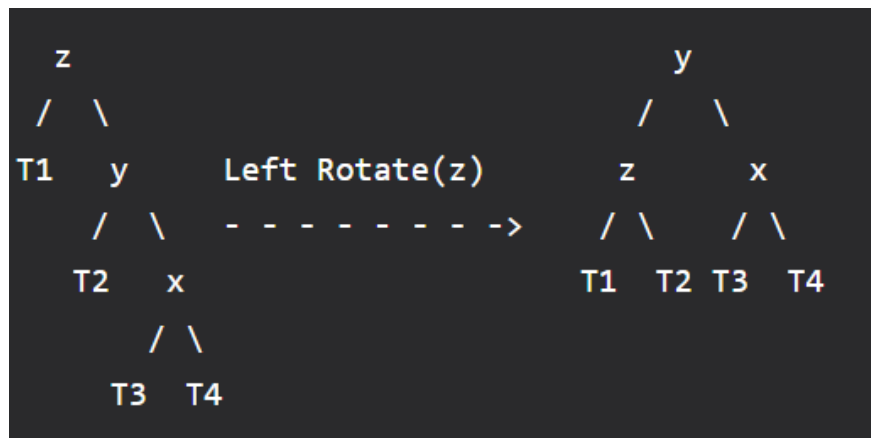 z y
/ \ / \
T1 y Left Rotate(z) z x
/ \ - - - - - - - -> / \ / \
T2 x T1 T2 T3 T4
/ \
T3 T4